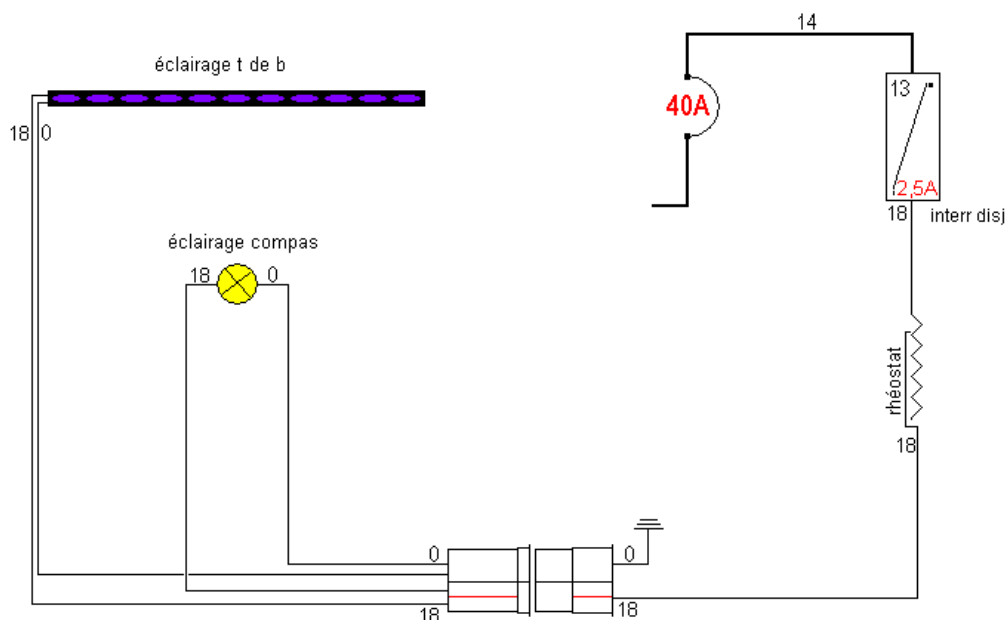 14
éclairage t de b
40A
13
2,5A
18 0
18
interr disj
éclairage compas
18
0
rhéostat
18
0
0
18
18